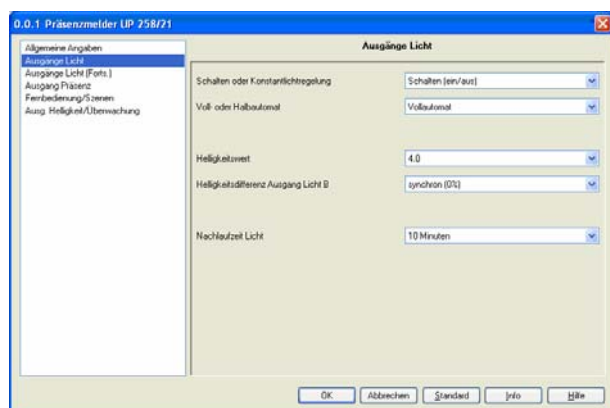 0.0.1 Präsenzmelder UP 258/21
Allgemeine Angaben
Ausgänge Licht
Ausgänge Licht (Forts.)
Ausgang Präsenz
Fernbedienung/Szenen
Ausg. Helligkeit/Überwachung
Ausgänge Licht
Schalten oder Konstantlichtregelung
Schalten (ein/aus)
Voll- oder Halbautomat
Vollautomat
Helligkeitswert
4.0
Helligkeitsdifferenz Ausgang Licht B
synchron (0%)
Nachlaufzeit Licht
10 Minuten
OK
Abbrechen
Standard
Info
Hilfe